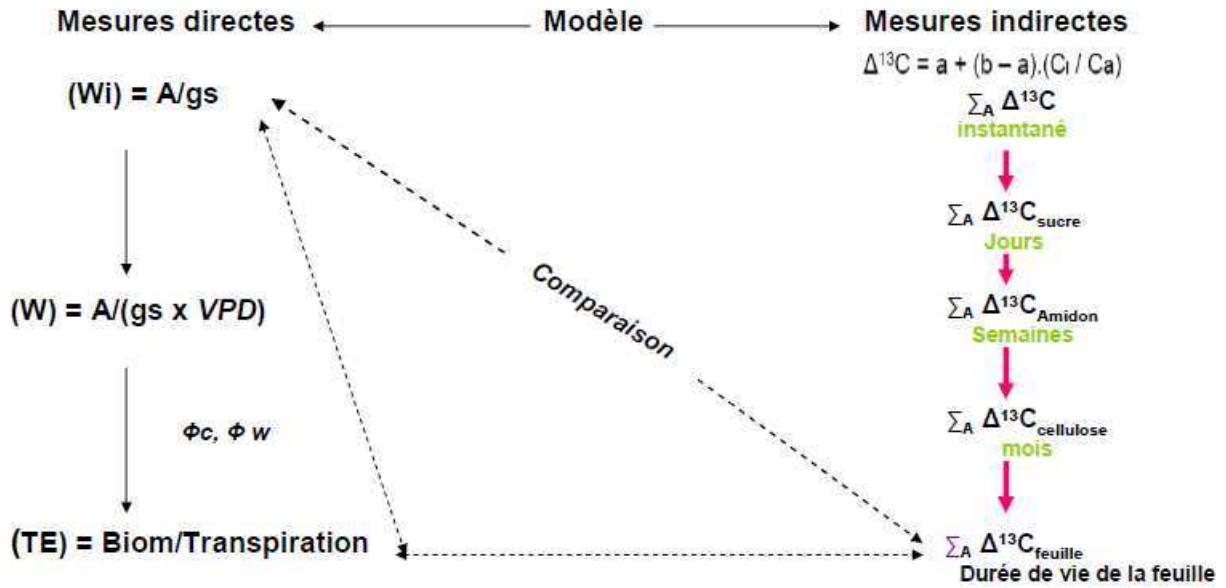 Mesures directes
Modèle
Mesures indirectes
Δ¹³C = a + (b – a).(Cᵢ / Ca)
(Wi) = A/gs
∑A Δ¹³C
instantané
∑A Δ¹³Csucre
Jours
(W) = A/(gs x VPD)
∑A Δ¹³CAmidon
Semaines
Comparaison
Φc, Φ w
∑A Δ¹³Ccellulose
mois
(TE) = Biom/Transpiration
∑A Δ¹³Cfeuille
Durée de vie de la feuille